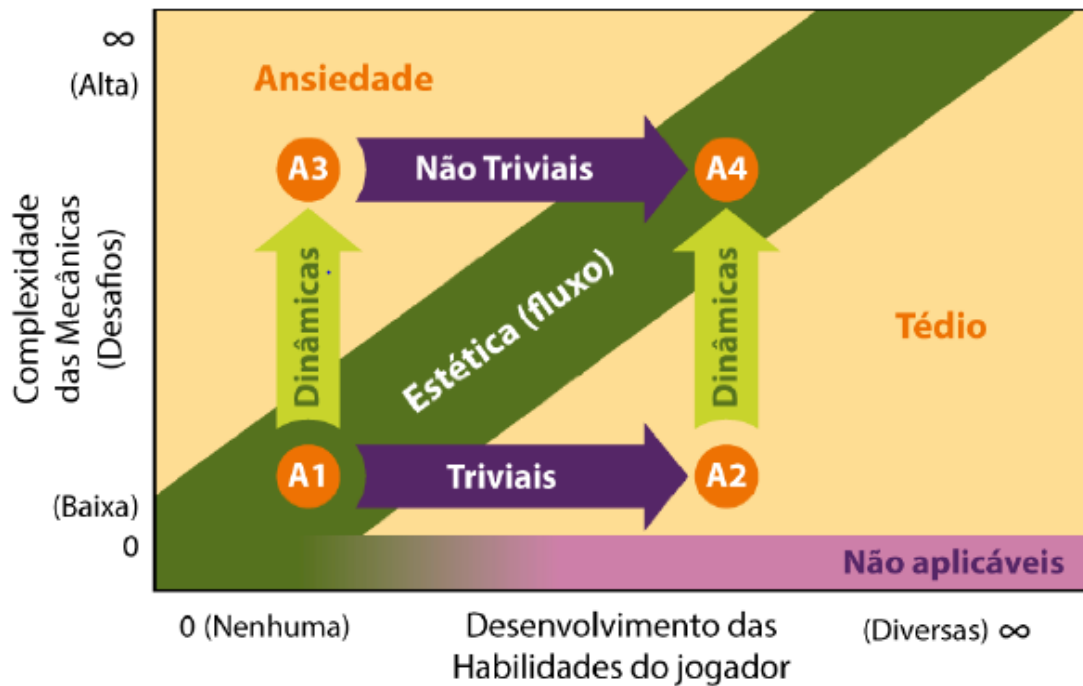 ∞
(Alta)
Ansiedade
A3
Não Triviais
A4
Complexidade
das Mecânicas
(Desafios)
Dinâmicas
Estética (fluxo)
Dinâmicas
Tédio
A1
Triviais
A2
(Baixa)
0
Não aplicáveis
0 (Nenhuma)
Desenvolvimento das
Habilidades do jogador
(Diversas) ∞